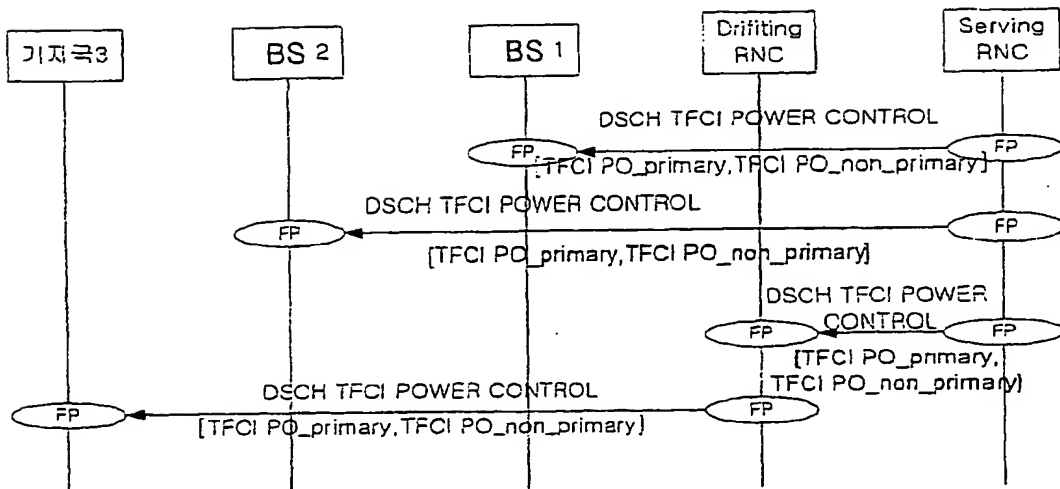 기지국3
BS 2
BS 1
Drifiting
RNC
Serving
RNC
DSCH TFCI POWER CONTROL
FP
FP
[TFCI PO_primary,TFCI PO_non_primary]
DSCH TFCI POWER CONTROL
FP
FP
[TFCI PO_primary,TFCI PO_non_primary]
DSCH TFCI POWER
CONTROL
FP
FP
[TFCI PO_primary,
TFCI PO_non_primary]
DSCH TFCI POWER CONTROL
FP
FP
[TFCI PO_primary,TFCI PO_non_primary]